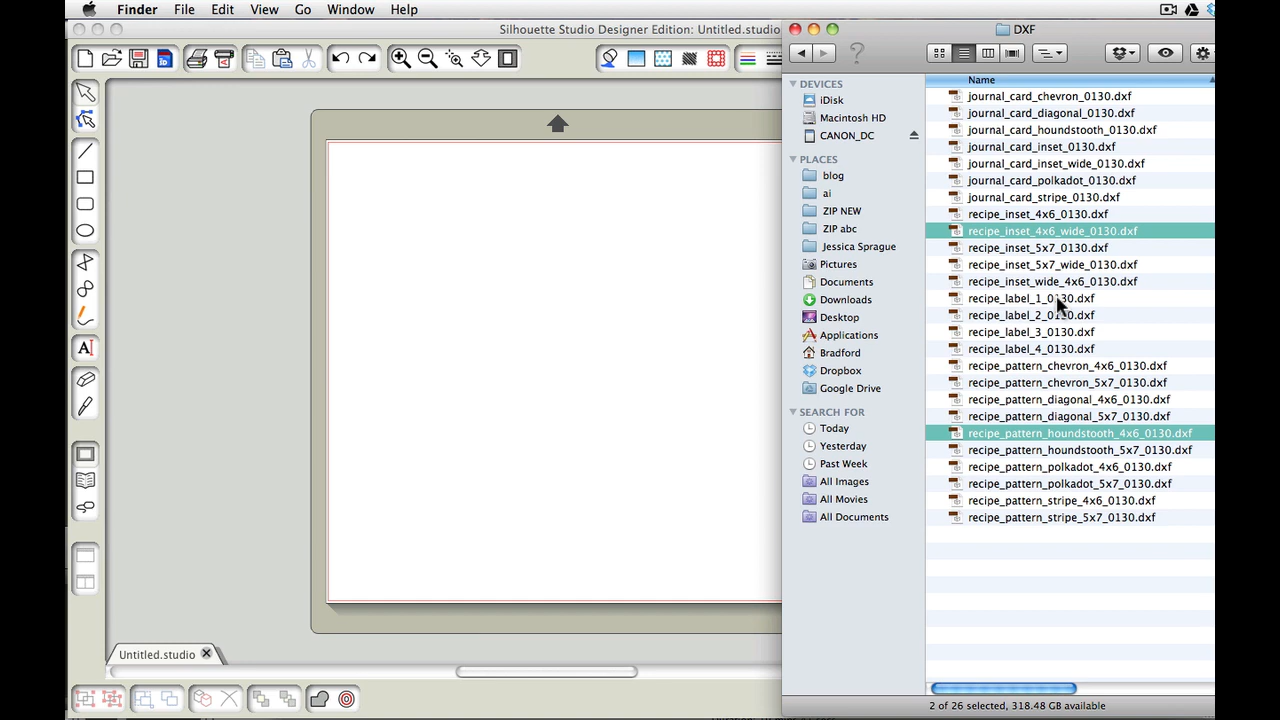 Finder File Edit View Go Window Help
Silhouette Studio Designer Edition: Untitled.studio
DXF
DEVICES
iDisk
Macintosh HD
CANON_DC
PLACES
blog
ai
ZIP NEW
ZIP abc
Jessica Sprague
Pictures
Documents
Downloads
Desktop
Applications
Bradford
Dropbox
Google Drive
SEARCH FOR
Today
Yesterday
Past Week
All Images
All Movies
All Documents
Name
journal_card_chevron_0130.dxf
journal_card_diagonal_0130.dxf
journal_card_houndstooth_0130.dxf
journal_card_inset_0130.dxf
journal_card_inset_wide_0130.dxf
journal_card_polkadot_0130.dxf
journal_card_stripe_0130.dxf
recipe_inset_4x6_0130.dxf
recipe_inset_4x6_wide_0130.dxf
recipe_inset_5x7_0130.dxf
recipe_inset_5x7_wide_0130.dxf
recipe_inset_wide_4x6_0130.dxf
recipe_label_1_0130.dxf
recipe_label_2_0130.dxf
recipe_label_3_0130.dxf
recipe_label_4_0130.dxf
recipe_pattern_chevron_4x6_0130.dxf
recipe_pattern_chevron_5x7_0130.dxf
recipe_pattern_diagonal_4x6_0130.dxf
recipe_pattern_diagonal_5x7_0130.dxf
recipe_pattern_houndstooth_4x6_0130.dxf
recipe_pattern_houndstooth_5x7_0130.dxf
recipe_pattern_polkadot_4x6_0130.dxf
recipe_pattern_polkadot_5x7_0130.dxf
recipe_pattern_stripe_4x6_0130.dxf
recipe_pattern_stripe_5x7_0130.dxf
Untitled.studio
2 of 26 selected, 318.48 GB available